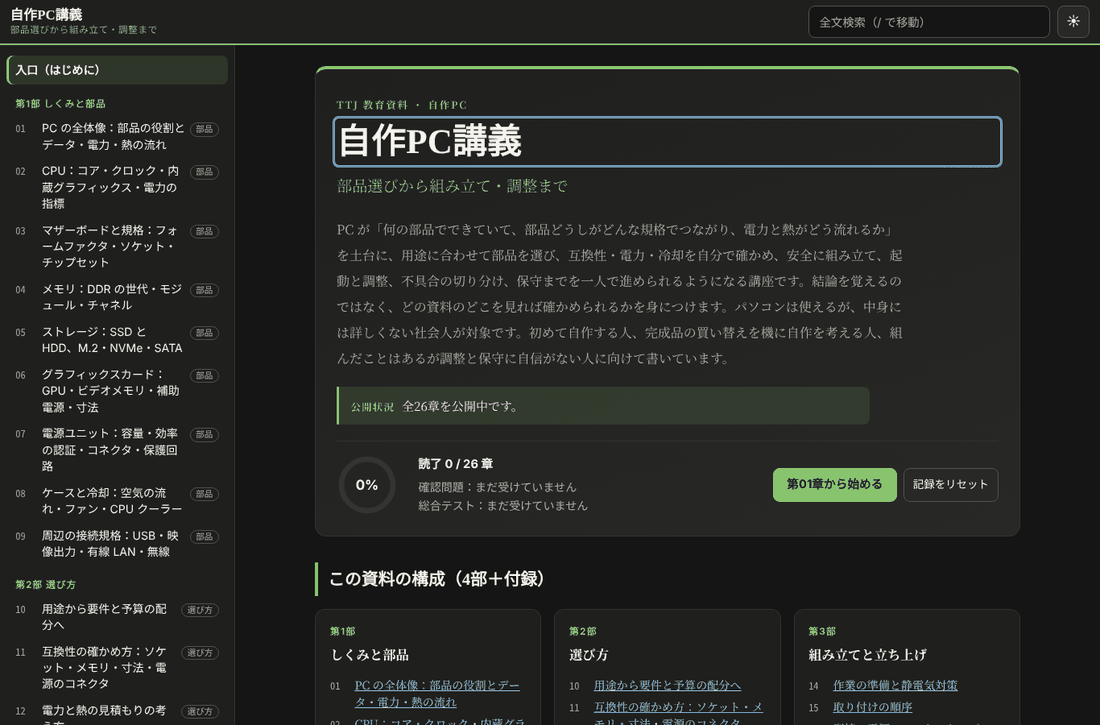 自作PC講義
部品選びから組み立て・調整まで
全文検索（/ で移動）
入口（はじめに）
第1部 しくみと部品
01 PC の全体像：部品の役割と
データ・電力・熱の流れ
部品
02 CPU：コア・クロック・内
蔵グラフィックス・電力の
指標
部品
03 マザーボードと規格：フォ
ームファクタ・ソケット・
チップセット
部品
04 メモリ：DDR の世代・モジ
ュール・チャネル
部品
05 ストレージ：SSD と
HDD、M.2・NVMe・SATA
部品
06 グラフィックスカード：
GPU・ビデオメモリ・補助
電源・寸法
部品
07 電源ユニット：容量・効率
の認証・コネクタ・保護回
路
部品
08 ケースと冷却：空気の流
れ・ファン・CPU クーラー
部品
09 周辺の接続規格：USB・映
像出力・有線 LAN・無線
部品
第2部 選び方
10 用途から要件と予算の配
分へ
選び方
11 互換性の確かめ方：ソケ
ット・メモリ・寸法・電
源のコネクタ
選び方
12 電力と熱の見積もりの考
え方
選び方
TTJ 教育資料 ・ 自作PC
自作PC講義
部品選びから組み立て・調整まで
PC が「何の部品でできていて、部品どうしがどんな規格でつながり、電力と熱がどう流れるか」
を土台に、用途に合わせて部品を選び、互換性・電力・冷却を自分で確かめ、安全に組み立て、起
動と調整、不具合の切り分け、保守までを一人で進められるようになる講座です。結論を覚えるの
ではなく、どの資料のどこを見れば確かめられるかを身につけます。パソコンは使えるが、中身に
は詳しくない社会人が対象です。初めて自作する人、完成品の買い替えを機に自作を考える人、組
んだことはあるが調整と保守に自信がない人に向けて書いています。
公開状況 全26章を公開中です。
0%
読了 0 / 26 章
確認問題：まだ受けていません
総合テスト：まだ受けていません
第01章から始める
記録をリセット
この資料の構成（4部＋付録）
第1部
しくみと部品
01 PC の全体像：部品の役割とデー
タ・電力・熱の流れ
02 CPU：コア・クロック・内蔵グラ
第2部
選び方
10 用途から要件と予算の配分へ
11 互換性の確かめ方：ソケット・メ
モリ・寸法・電源のコネクタ
第3部
組み立てと立ち上げ
14 作業の準備と静電気対策
15 取り付けの順序